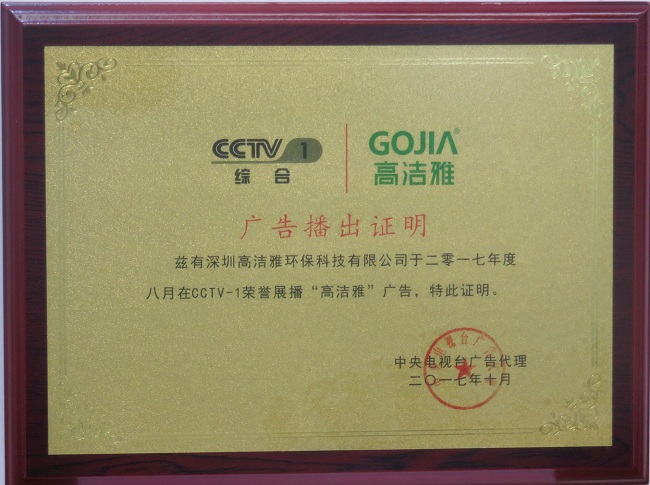 CCTV 1
综合
GOJIA®
高洁雅
广告播出证明
兹有深圳高洁雅环保科技有限公司于二零一七年度
八月在CCTV-1荣誉展播“高洁雅”广告，特此证明。
中央电视台广告代理
二〇一七年十月